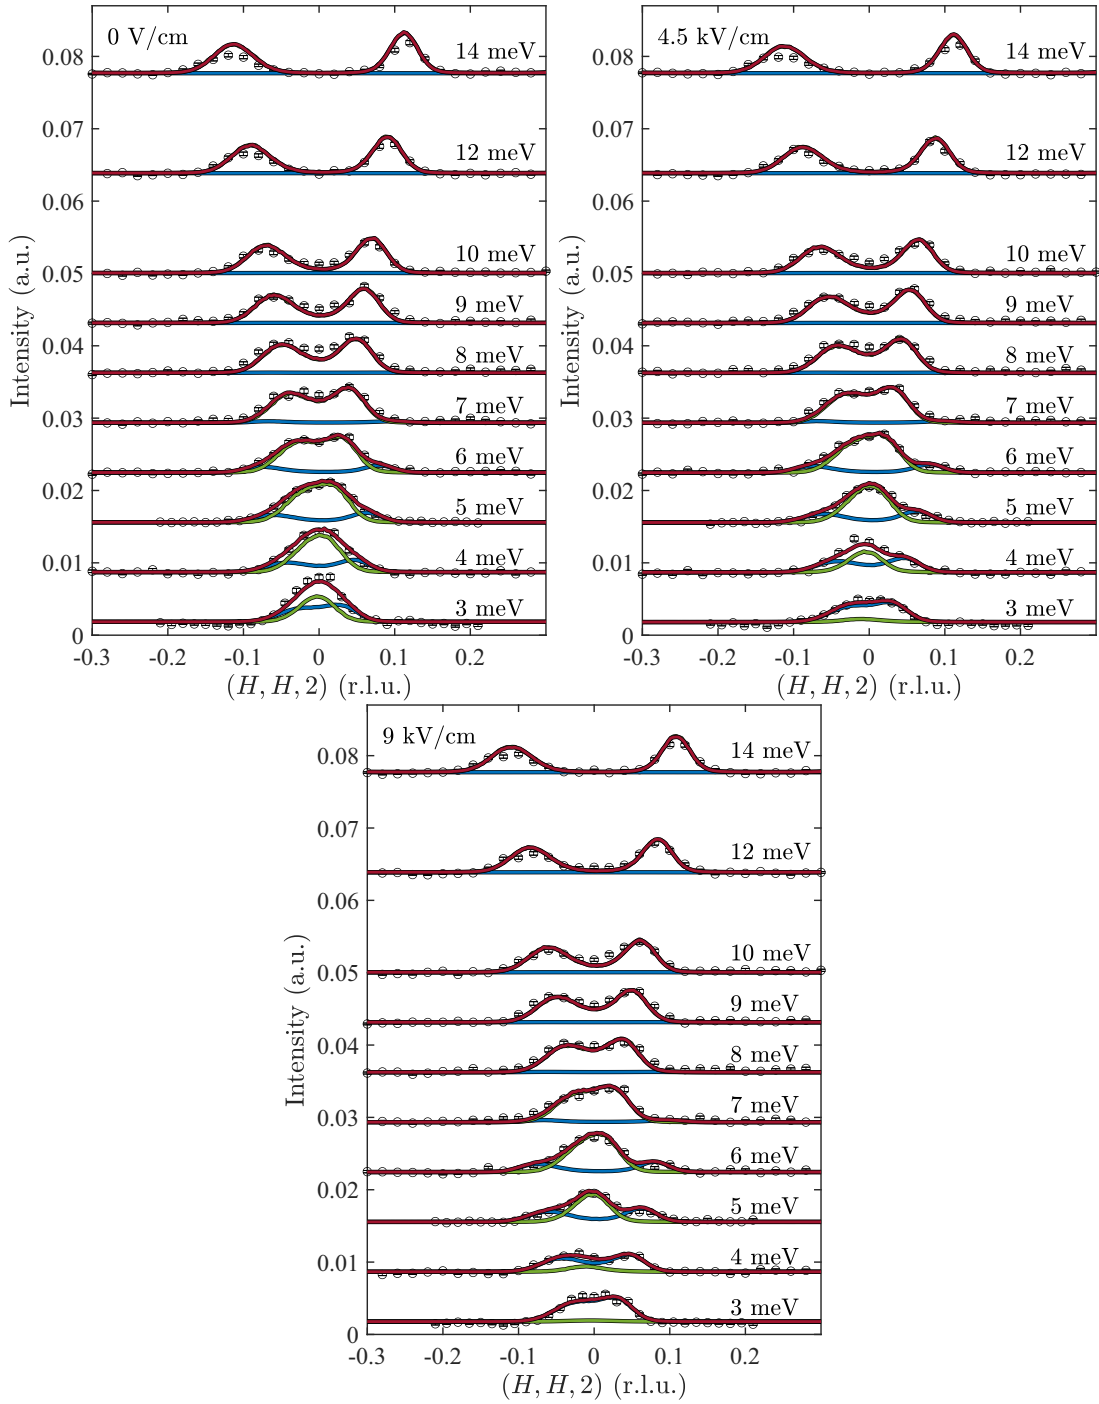 0 V/cm
14 meV
12 meV
10 meV
9 meV
8 meV
7 meV
6 meV
5 meV
4 meV
3 meV
0.08
0.07
0.06
0.05
0.04
0.03
0.02
0.01
0
Intensity (a.u.)
-0.3 -0.2 -0.1 0 0.1 0.2
(H, H, 2) (r.l.u.)
4.5 kV/cm
14 meV
12 meV
10 meV
9 meV
8 meV
7 meV
6 meV
5 meV
4 meV
3 meV
0.08
0.07
0.06
0.05
0.04
0.03
0.02
0.01
0
Intensity (a.u.)
-0.3 -0.2 -0.1 0 0.1 0.2
(H, H, 2) (r.l.u.)
9 kV/cm
14 meV
12 meV
10 meV
9 meV
8 meV
7 meV
6 meV
5 meV
4 meV
3 meV
0.08
0.07
0.06
0.05
0.04
0.03
0.02
0.01
0
Intensity (a.u.)
-0.3 -0.2 -0.1 0 0.1 0.2
(H, H, 2) (r.l.u.)